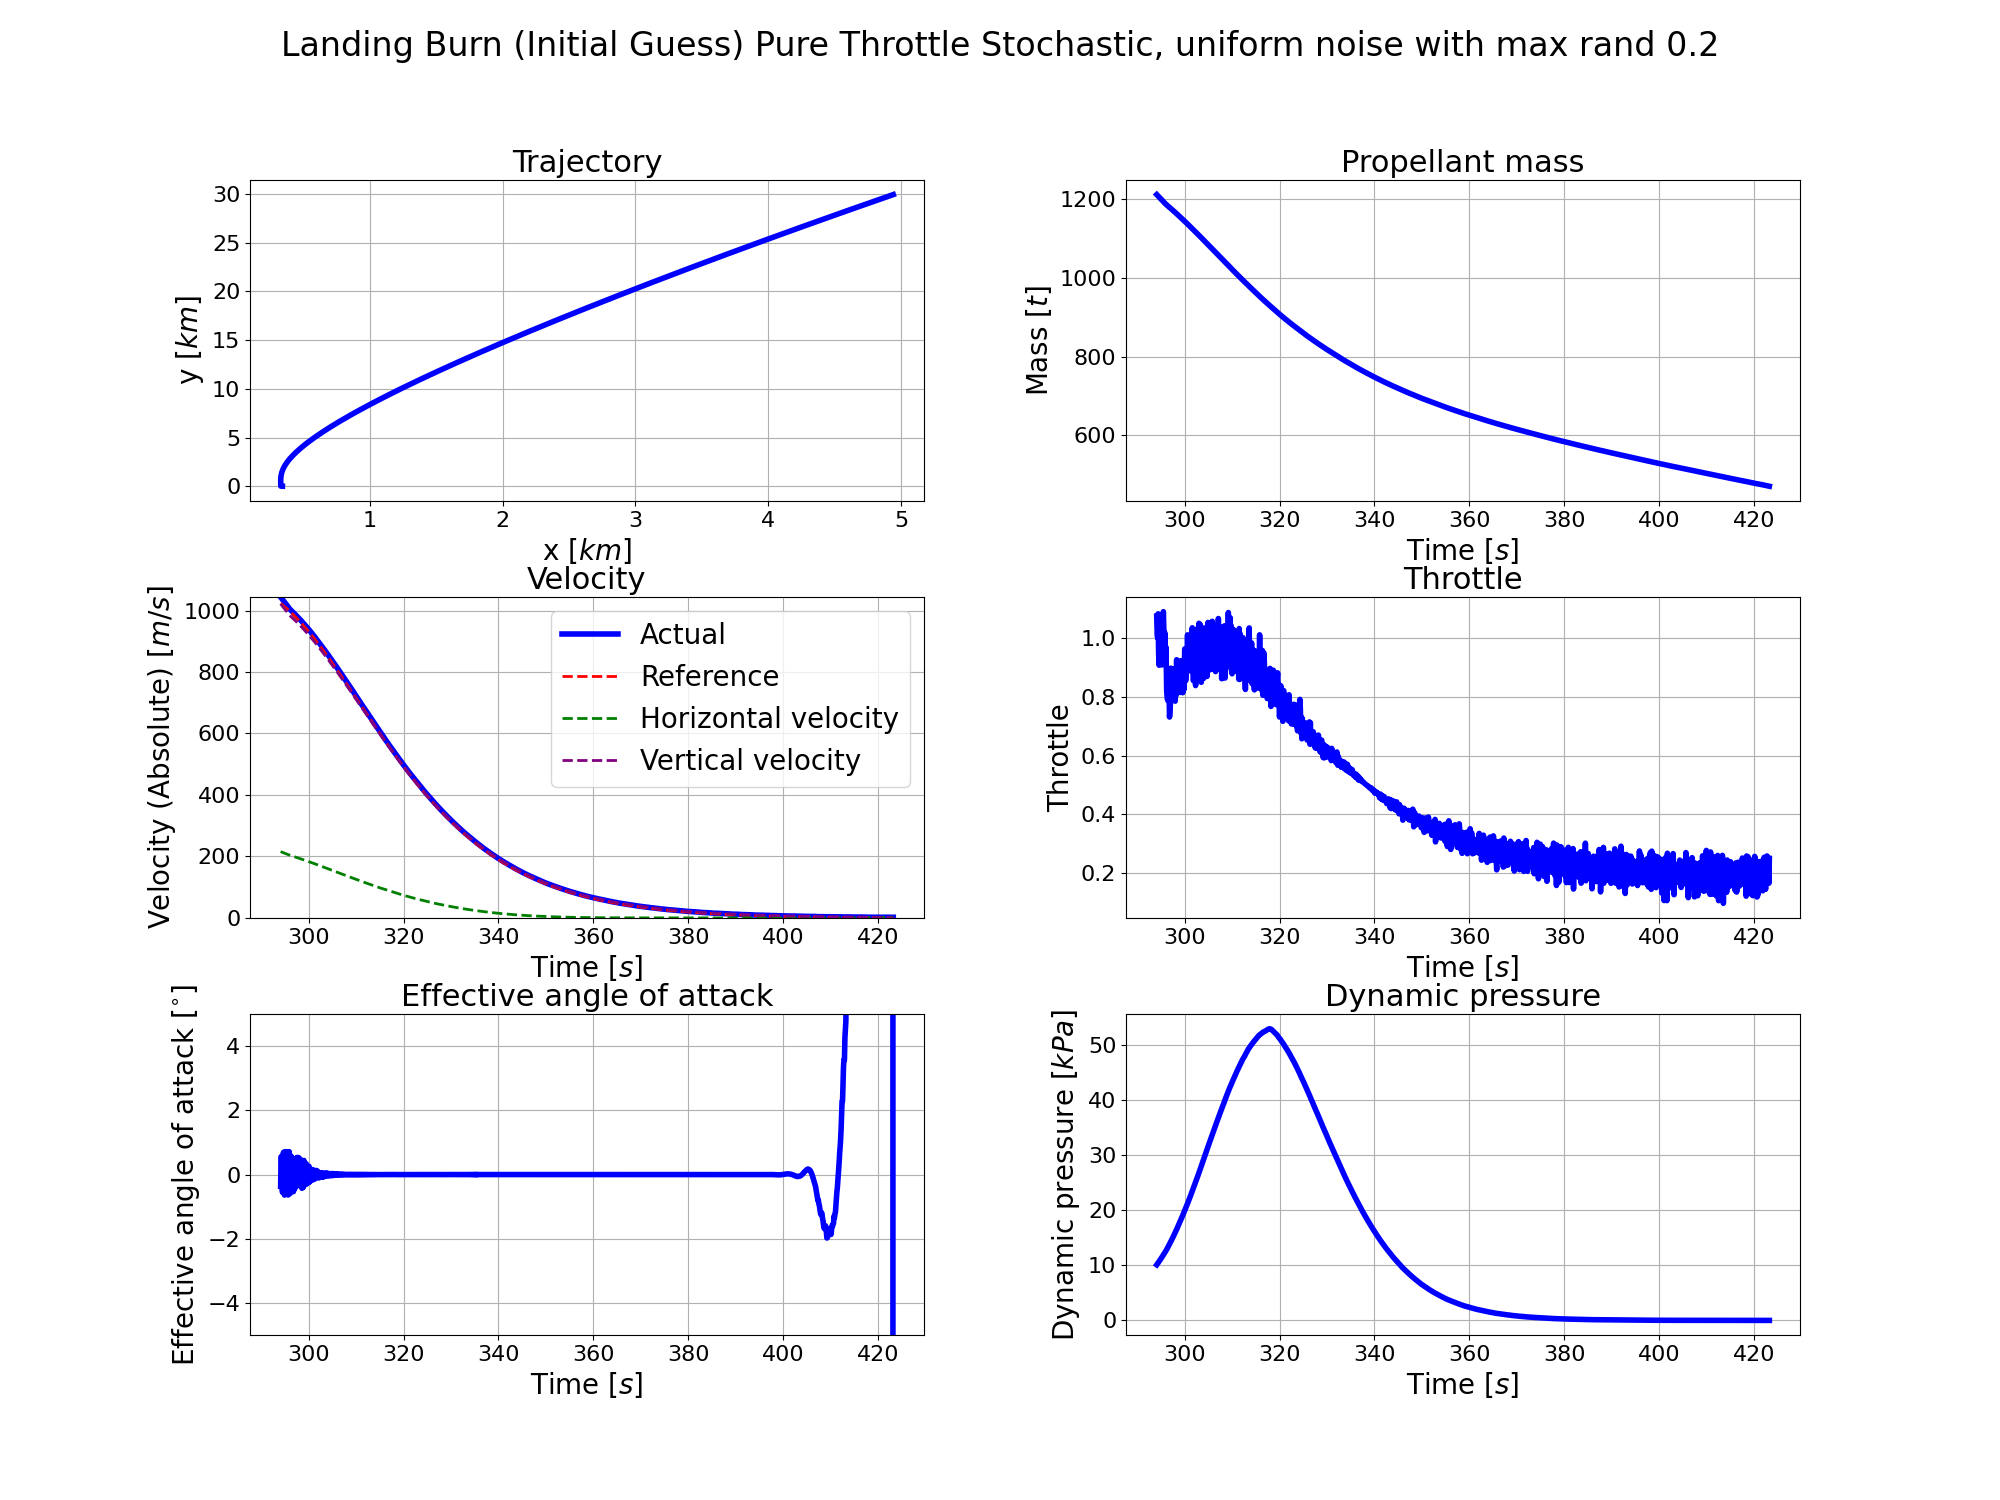 Landing Burn (Initial Guess) Pure Throttle Stochastic, uniform noise with max rand 0.2
Trajectory
y [km]
30
25
20
15
10
5
0
1 2 3 4 5
x [km]
Propellant mass
Mass [t]
1200
1000
800
600
300 320 340 360 380 400 420
Time [s]
Velocity
Velocity (Absolute) [m/s]
1000
800
600
400
200
0
Actual
Reference
Horizontal velocity
Vertical velocity
300 320 340 360 380 400 420
Time [s]
Throttle
Throttle
1.0
0.8
0.6
0.4
0.2
300 320 340 360 380 400 420
Time [s]
Effective angle of attack
Effective angle of attack [°]
4
2
0
−2
−4
300 320 340 360 380 400 420
Time [s]
Dynamic pressure
Dynamic pressure [kPa]
50
40
30
20
10
0
300 320 340 360 380 400 420
Time [s]